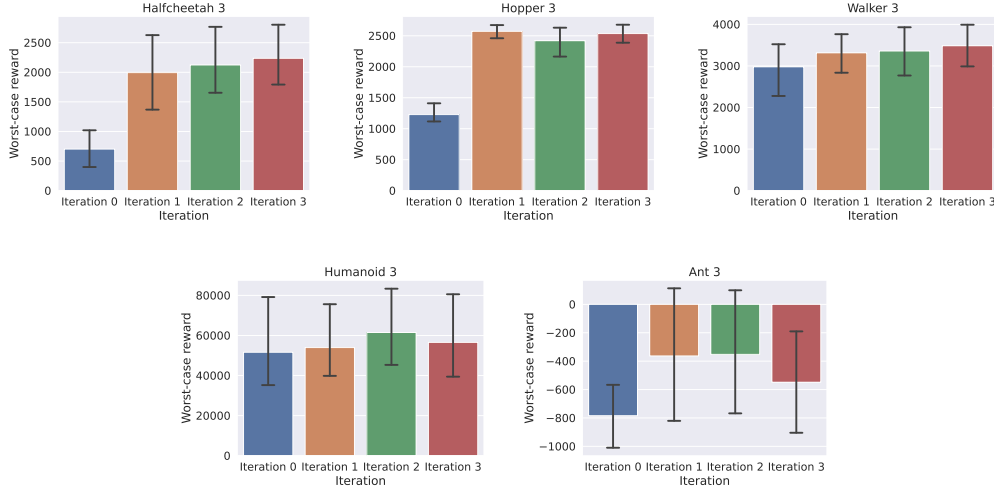 Halfcheetah 3
Worst-case reward
2500
2000
1500
1000
500
0
Iteration 0 Iteration 1 Iteration 2 Iteration 3
Iteration
Hopper 3
Worst-case reward
2500
2000
1500
1000
500
0
Iteration 0 Iteration 1 Iteration 2 Iteration 3
Iteration
Walker 3
Worst-case reward
4000
3000
2000
1000
0
Iteration 0 Iteration 1 Iteration 2 Iteration 3
Iteration
Humanoid 3
Worst-case reward
80000
60000
40000
20000
0
Iteration 0 Iteration 1 Iteration 2 Iteration 3
Iteration
Ant 3
Worst-case reward
0
−200
−400
−600
−800
−1000
Iteration 0 Iteration 1 Iteration 2 Iteration 3
Iteration